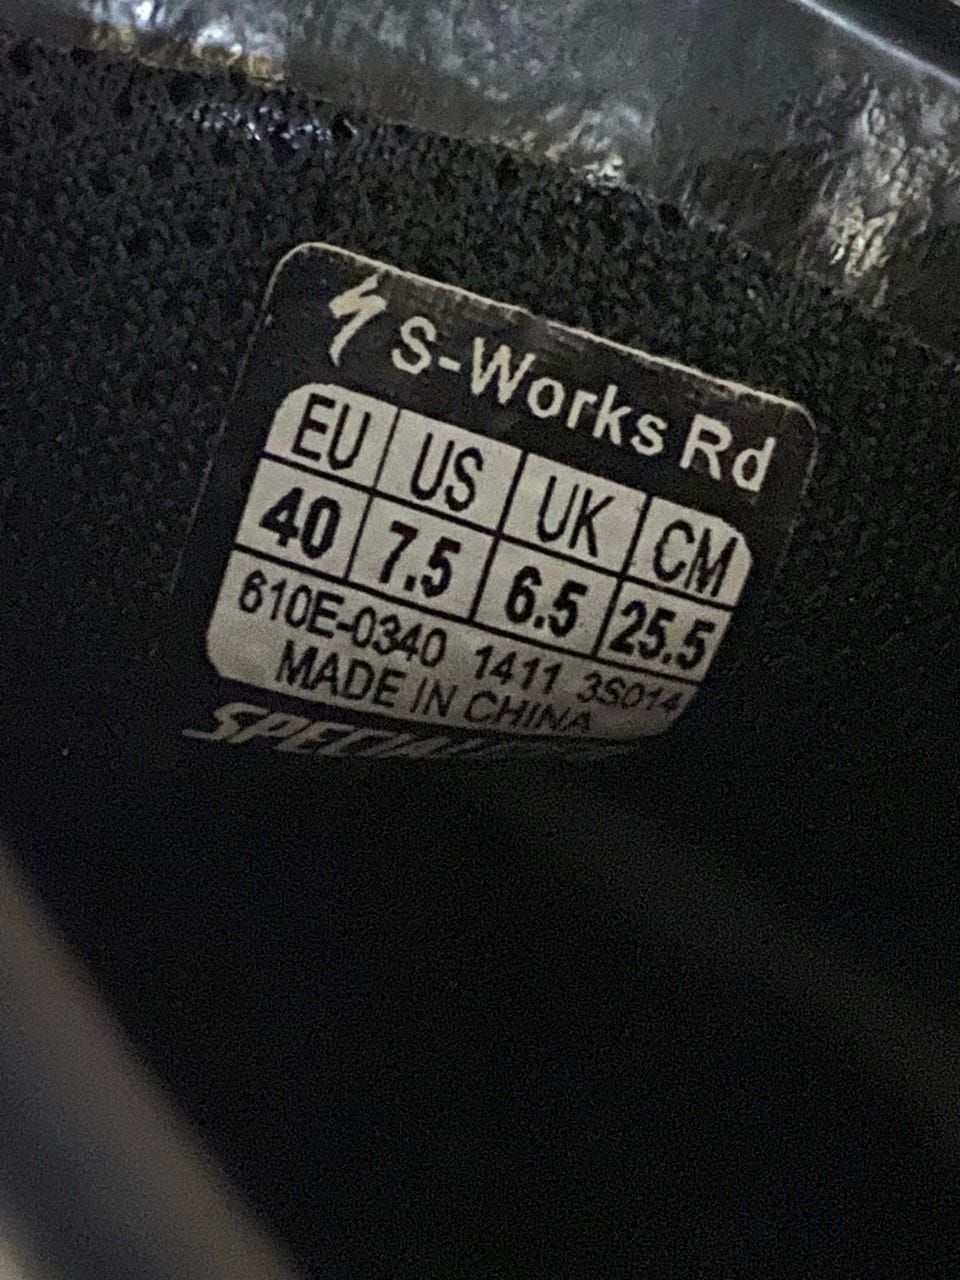 S-Works Rd
EU US UK CM
40 7.5 6.5 25.5
610E-0340 1411 3S014
MADE IN CHINA